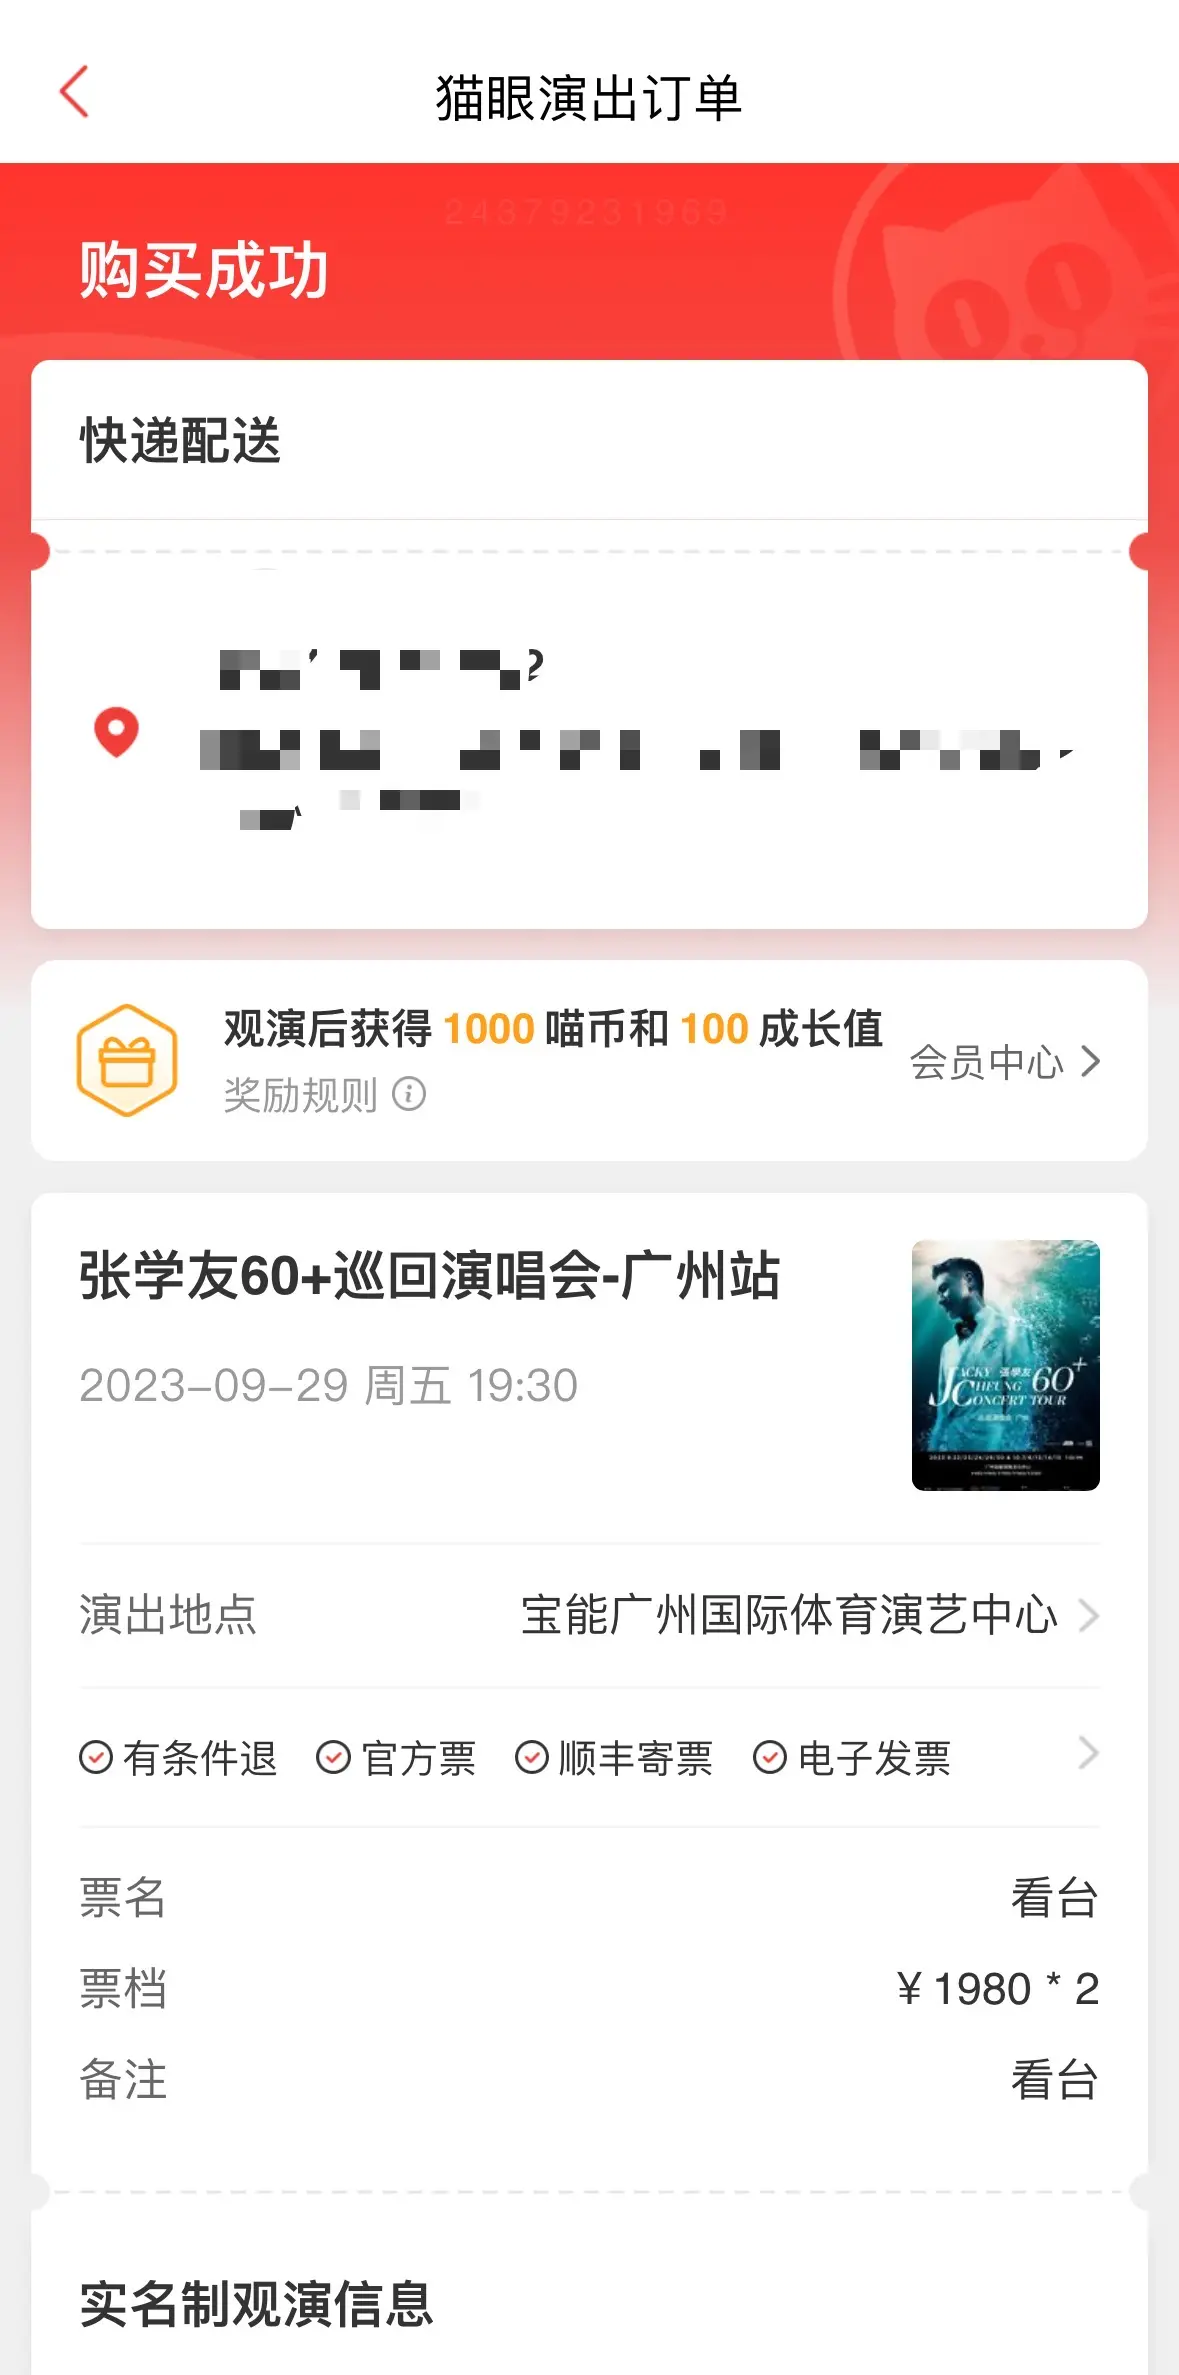 猫眼演出订单
24879231969
购买成功
快递配送
观演后获得 1000 喵币和 100 成长值
会员中心
奖励规则
张学友60+巡回演唱会-广州站
2023-09-29 周五 19:30
JACKY 張學友 60+
CHEUNG
CONCERT TOUR
演出地点
宝能广州国际体育演艺中心
有条件退 官方票 顺丰寄票 电子发票
票名
看台
票档
¥ 1980 * 2
备注
看台
实名制观演信息